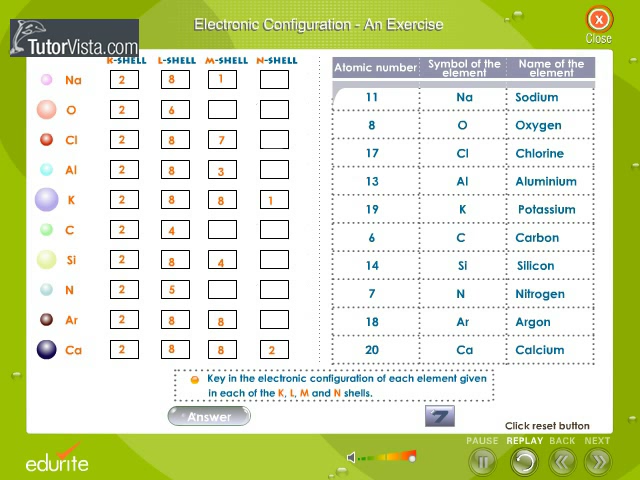 Electronic Configuration - An Exercise
Close
TutorVista.com
K-SHELL L-SHELL M-SHELL N-SHELL
Na 2 8 1
O 2 6
Cl 2 8 7
Al 2 8 3
K 2 8 8 1
C 2 4
Si 2 8 4
N 2 5
Ar 2 8 8
Ca 2 8 8 2
Atomic number Symbol of the element Name of the element
11 Na Sodium
8 O Oxygen
17 Cl Chlorine
13 Al Aluminium
19 K Potassium
6 C Carbon
14 Si Silicon
7 N Nitrogen
18 Ar Argon
20 Ca Calcium
Key in the electronic configuration of each element given
in each of the K, L, M and N shells.
Answer
Click reset button
PAUSE REPLAY BACK NEXT
edurite